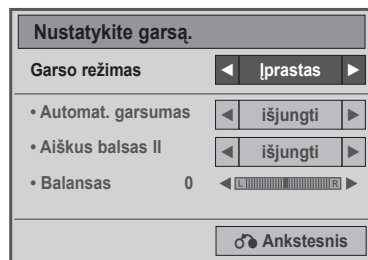 Nustatykite garsą.
Garso režimas ◀ Įprastas ▶
• Automat. garsumas ◀ išjungti ▶
• Aiškus balsas II ◀ išjungti ▶
• Balansas 0 ◀ L R ▶
Ankstesnis